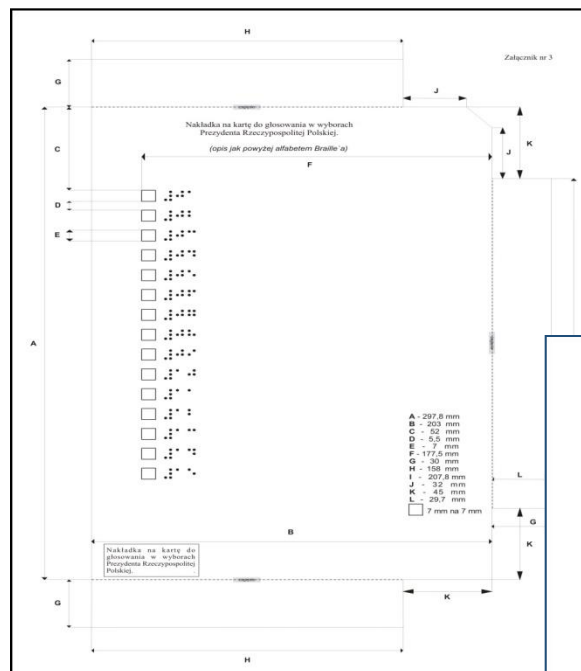 H
Załącznik nr 3
G
J
Nakładka na kartę do głosowania w wyborach
Prezydenta Rzeczypospolitej Polskiej.
K
C
J
(opis jak powyżej alfabetem Braille`a)
F
D
E
A
A - 297,8 mm
B - 203 mm
C - 52 mm
D - 5,5 mm
E - 7 mm
F - 177,5 mm
G - 30 mm
H - 158 mm
I - 207,8 mm
J - 32 mm
K - 45 mm
L - 29,7 mm
7 mm na 7 mm
L
G
B
K
Nakładka na kartę do
głosowania w wyborach
Prezydenta Rzeczypospolitej
Polskiej.
G
K
H